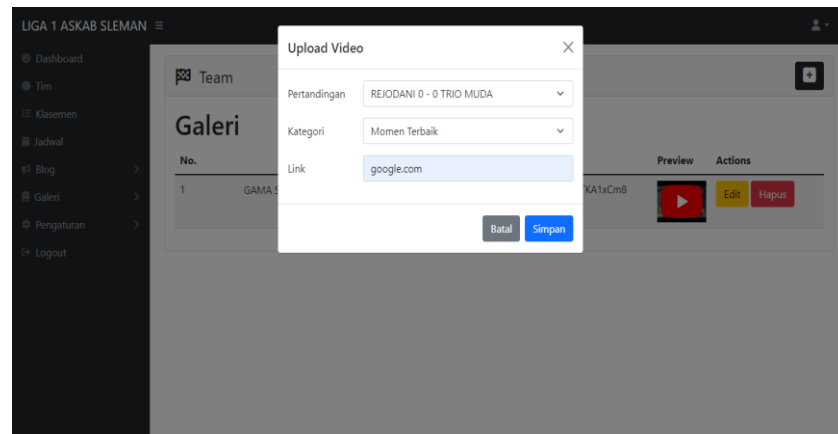 LIGA 1 ASKAB SLEMAN
Dashboard
Tim
Klasemen
Jadwal
Blog
Galeri
Pengaturan
Logout
Team
Galeri
No. Preview Actions
1 GAMA KA1xCm8 Edit Hapus
Upload Video
Pertandingan REJODANI 0 - 0 TRIO MUDA
Kategori Momen Terbaik
Link google.com
Batal Simpan